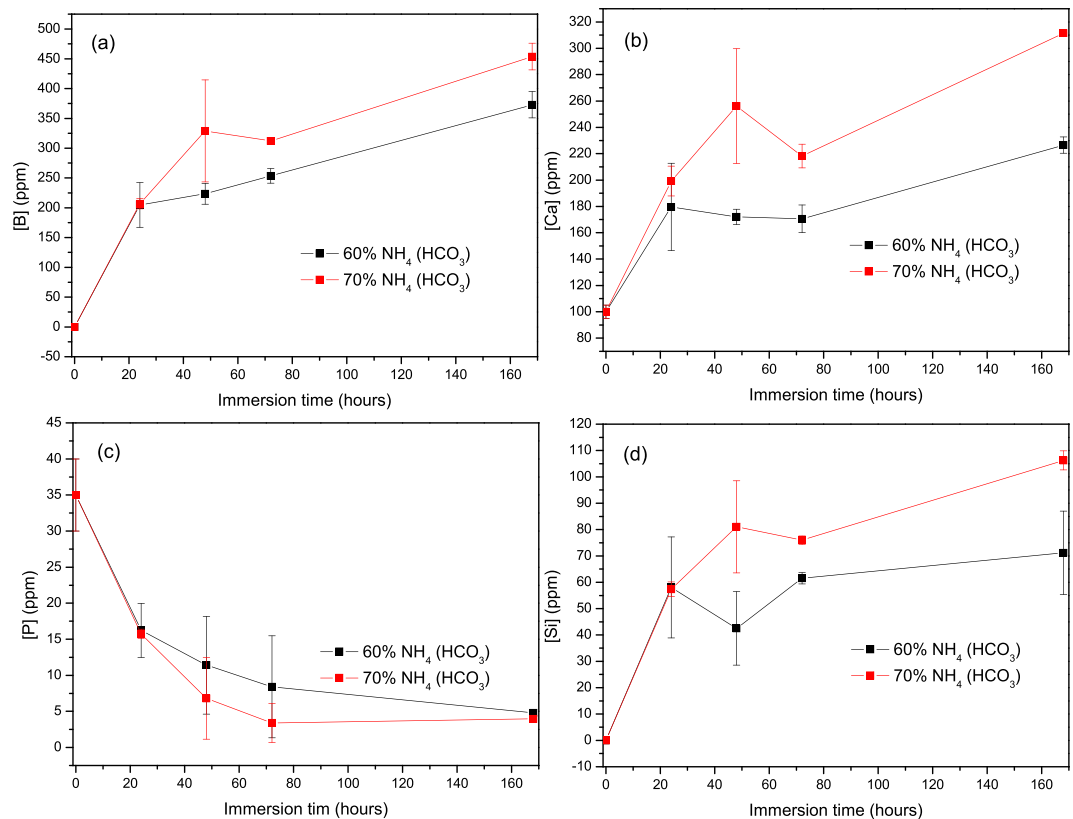 (a)
500
450
400
350
300
250
200
150
100
50
0
-50
[B] (ppm)
60% NH4 (HCO3)
70% NH4 (HCO3)
0 20 40 60 80 100 120 140 160
Immersion time (hours)
(b)
320
300
280
260
240
220
200
180
160
140
120
100
80
[Ca] (ppm)
60% NH4 (HCO3)
70% NH4 (HCO3)
0 20 40 60 80 100 120 140 160
Immersion time (hours)
(c)
45
40
35
30
25
20
15
10
5
0
[P] (ppm)
60% NH4 (HCO3)
70% NH4 (HCO3)
0 20 40 60 80 100 120 140 160
Immersion tim (hours)
(d)
120
110
100
90
80
70
60
50
40
30
20
10
0
-10
[Si] (ppm)
60% NH4 (HCO3)
70% NH4 (HCO3)
0 20 40 60 80 100 120 140 160
Immersion time (hours)